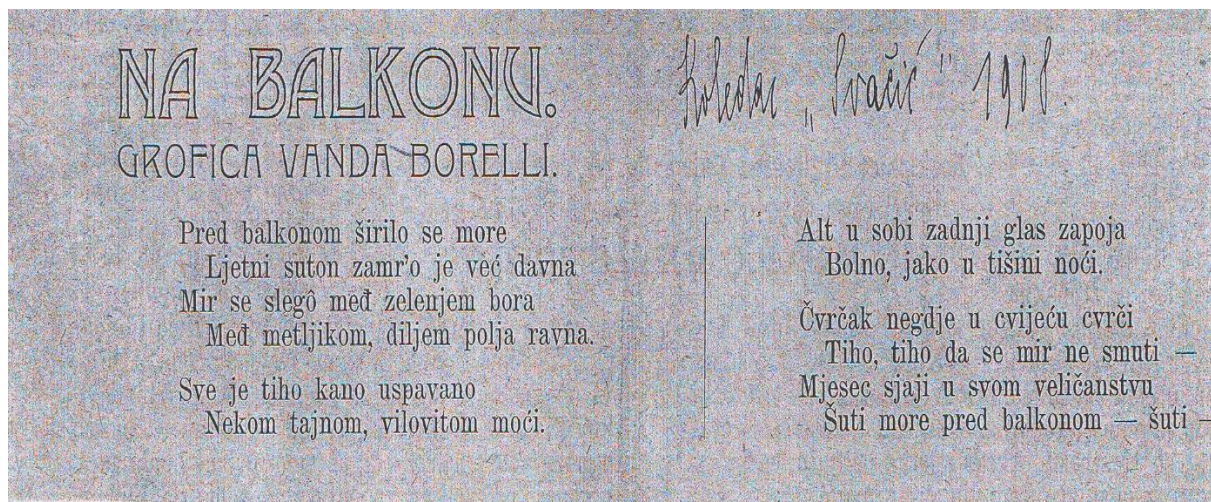 NA BALKONU.
GROFICA VANDA BORELLI.
Koledar „Svačić" 1908.
Pred balkonom širilo se more
Ljetni suton zamr'o je već davna
Mir se slegô međ zelenjem bora
Međ metljikom, diljem polja ravna.
Sve je tiho kano uspavano
Nekom tajnom, vilovitom moći.
Alt u sobi zadnji glas zapoja
Bolno, jako u tišini noći.
Čvrčak negdje u cvijeću cvrči
Tiho, tiho da se mir ne smuti —
Mjesec sjaji u svom veličanstvu
Šuti more pred balkonom — šuti —